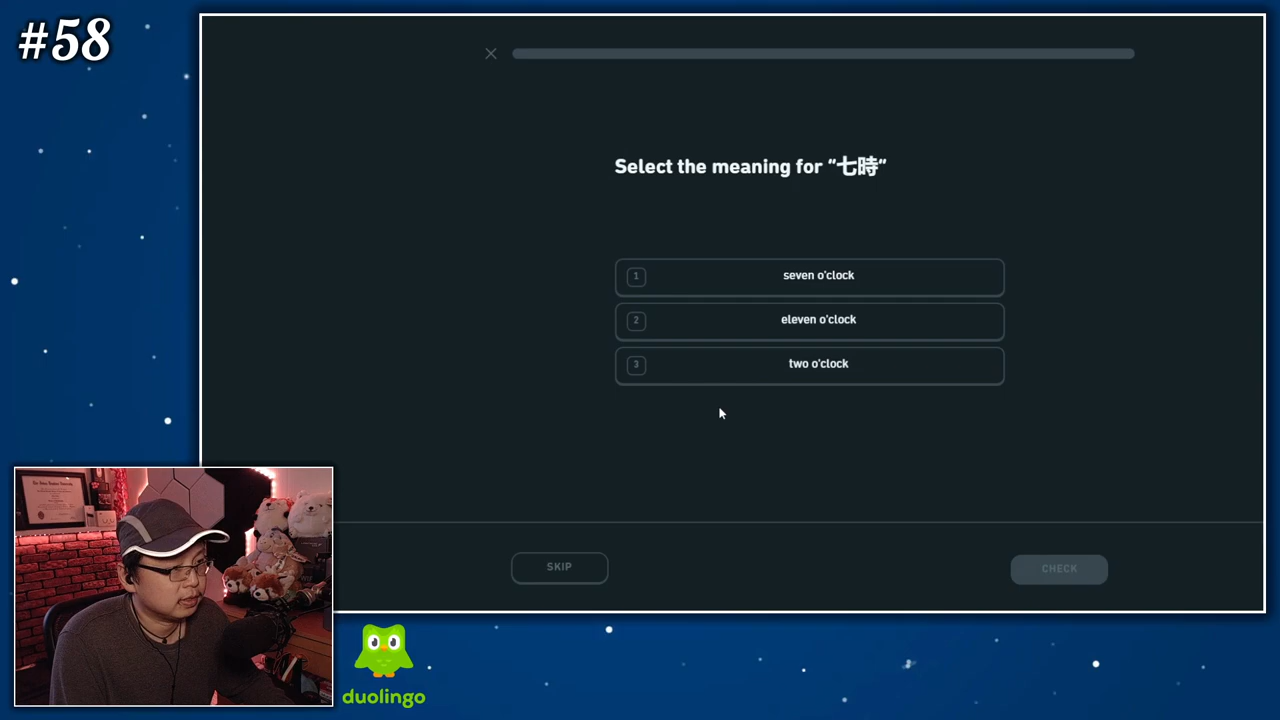 #58
Select the meaning for “七時”
1 seven o'clock
2 eleven o'clock
3 two o'clock
SKIP
CHECK
duolingo